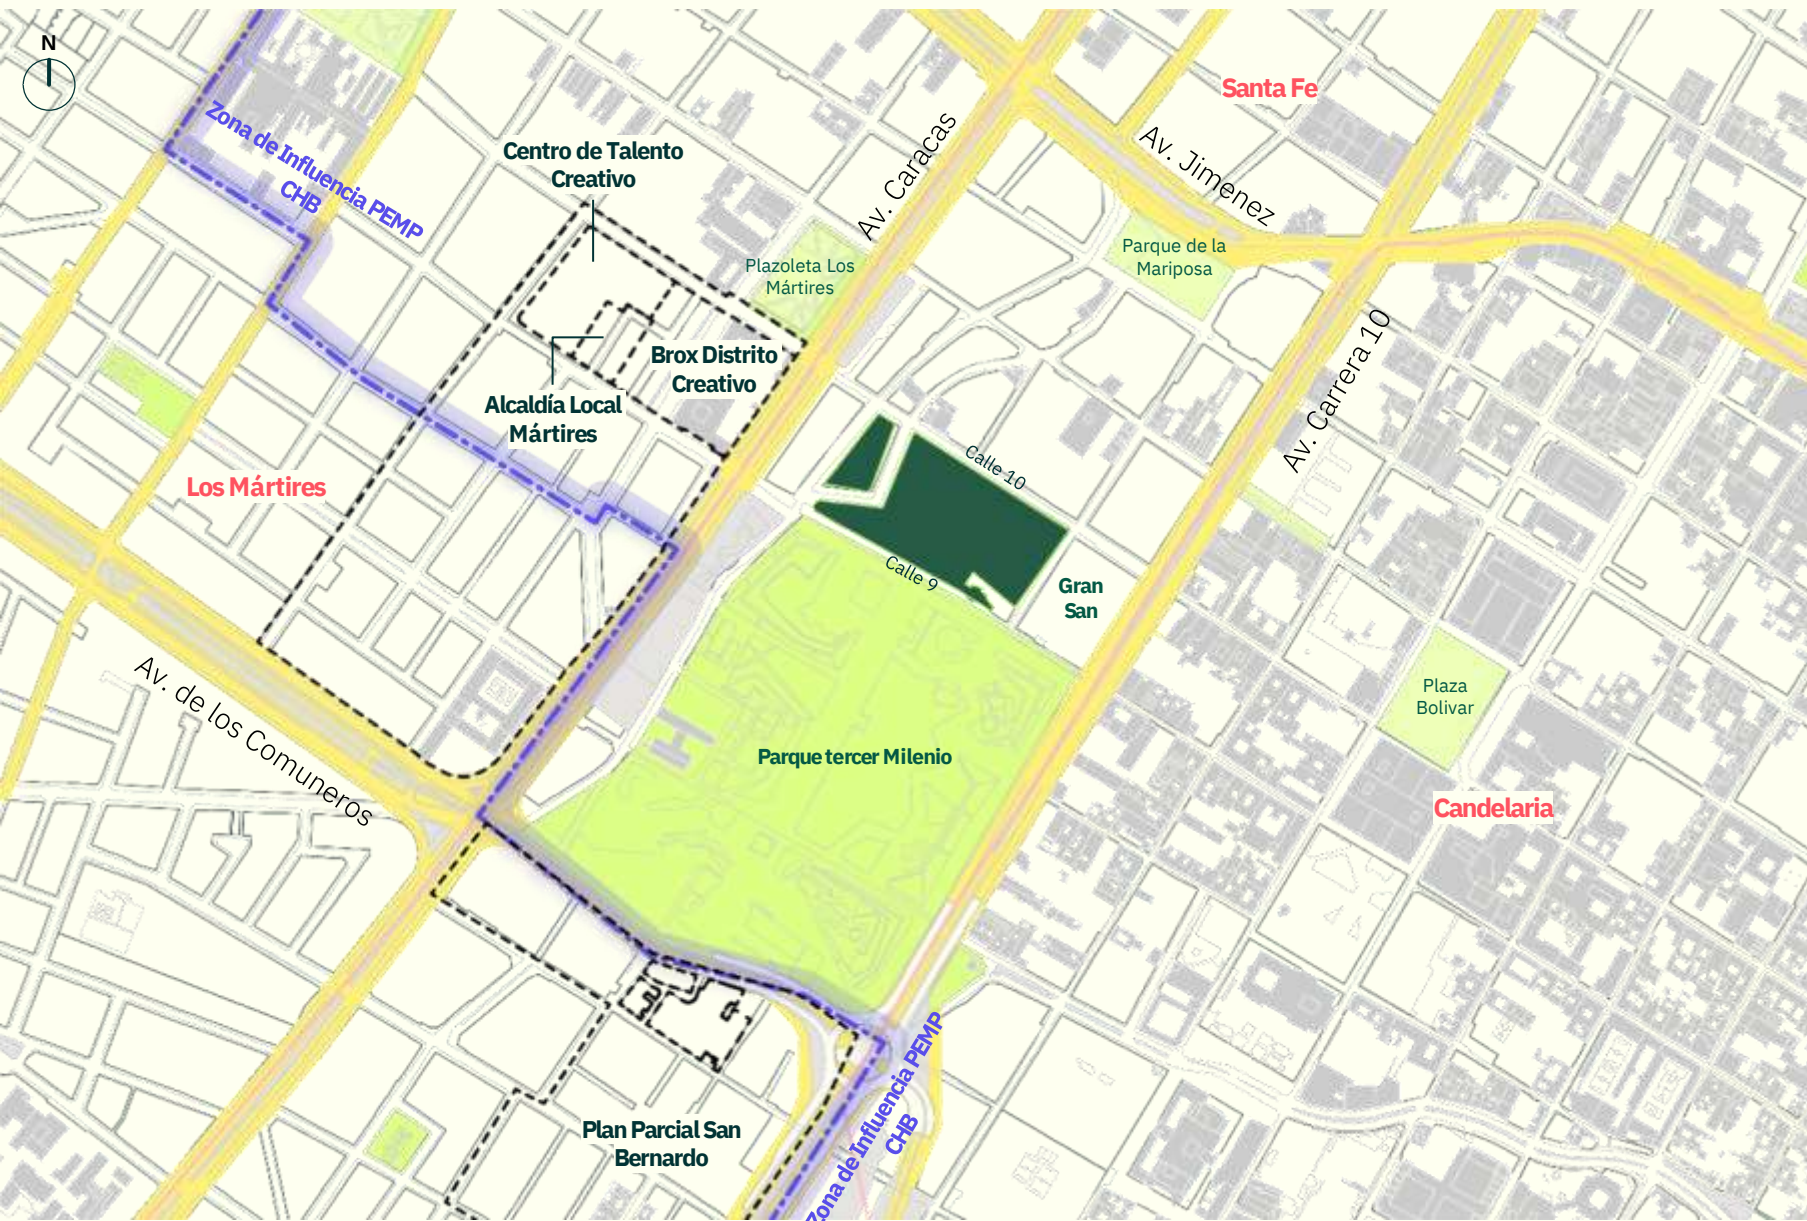 N
Santa Fe
Zona de Influencia PEMP
CHB
Centro de Talento
Creativo
Av. Caracas
Av. Jimenez
Parque de la
Mariposa
Plazoleta Los
Mártires
Av. Carrera 10
Brox Distrito
Creativo
Alcaldía Local
Mártires
Los Mártires
Calle 10
Calle 9
Gran
San
Av. de los Comuneros
Plaza
Bolivar
Parque tercer Milenio
Candelaria
Zona de Influencia PEMP
CHB
Plan Parcial San
Bernardo